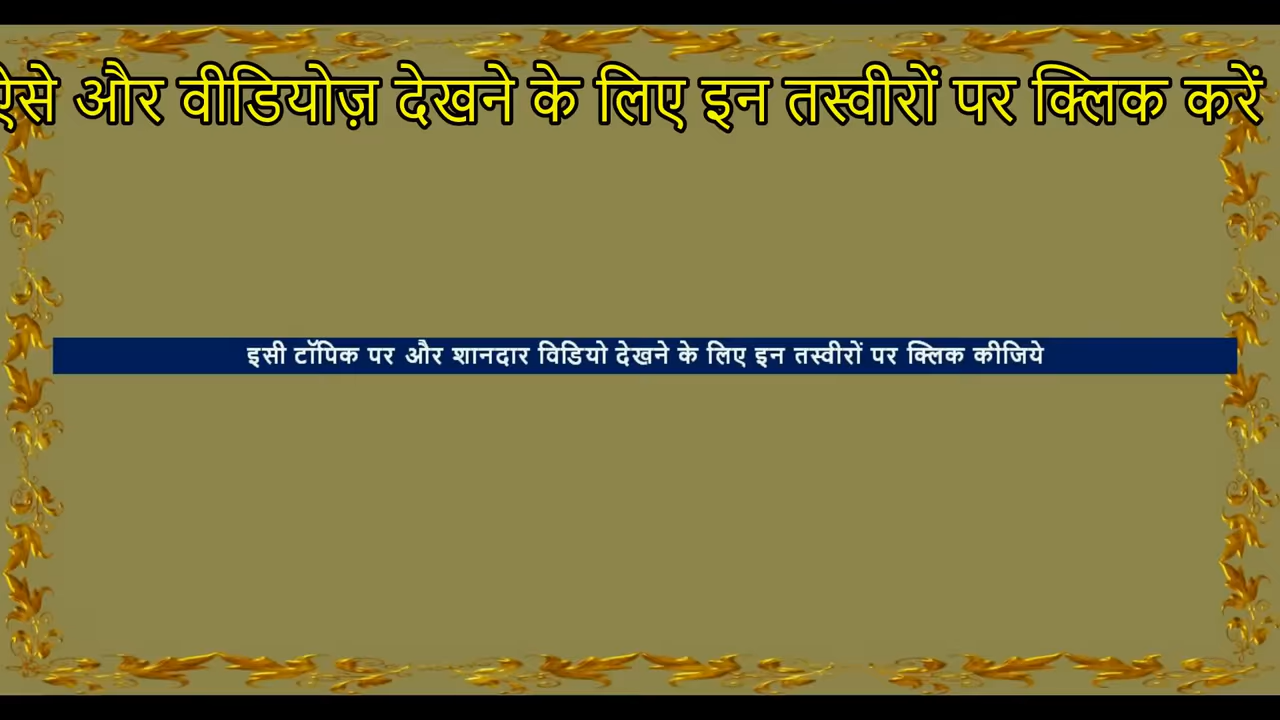 ऐसे और वीडियोज़ देखने के लिए इन तस्वीरों पर क्लिक करें
इसी टॉपिक पर और शानदार विडियो देखने के लिए इन तस्वीरों पर क्लिक कीजिये